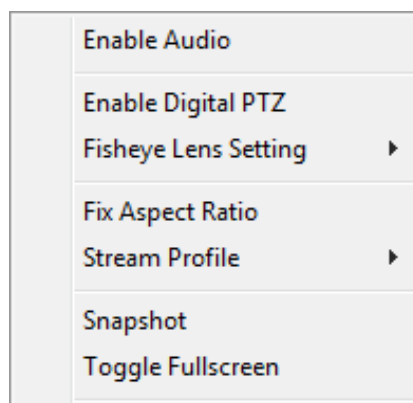 Enable Audio
Enable Digital PTZ
Fisheye Lens Setting
Fix Aspect Ratio
Stream Profile
Snapshot
Toggle Fullscreen